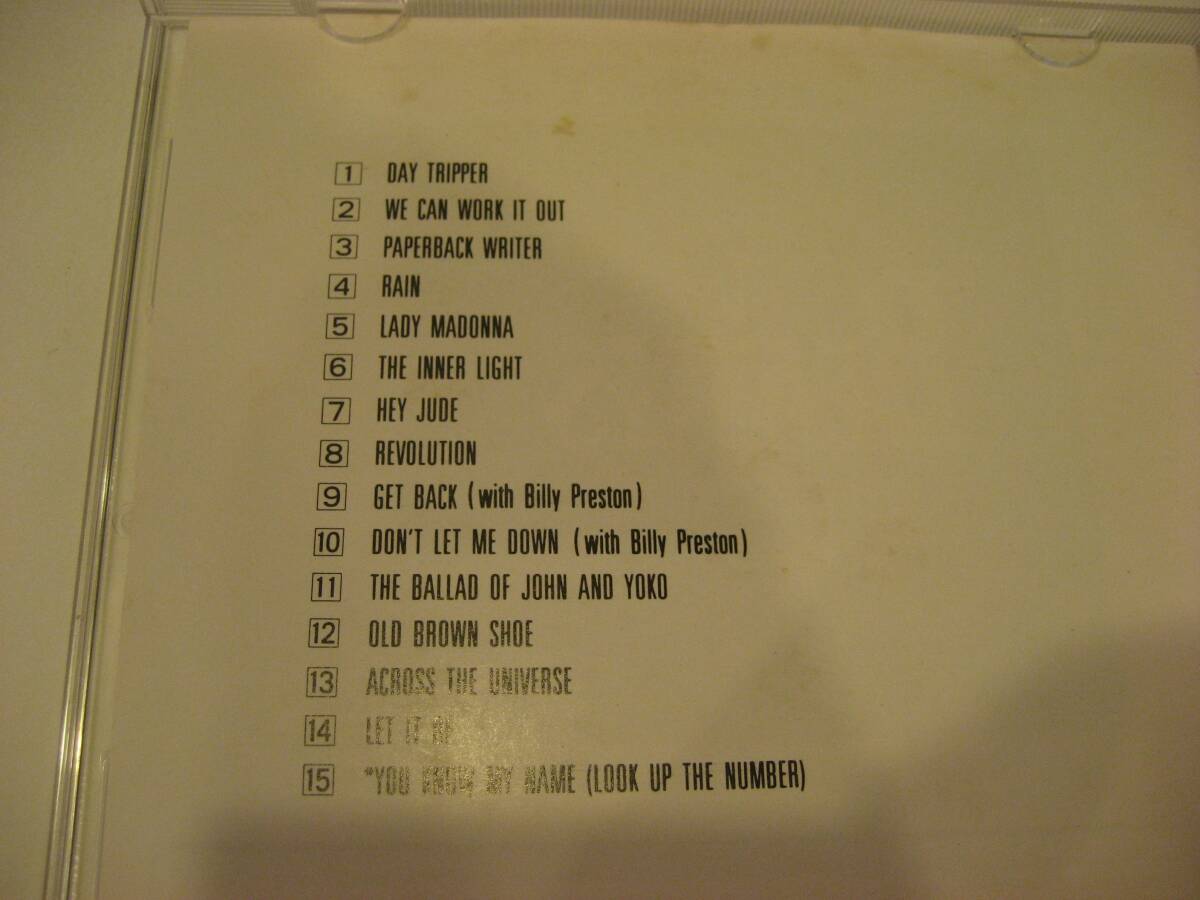 1 DAY TRIPPER
2 WE CAN WORK IT OUT
3 PAPERBACK WRITER
4 RAIN
5 LADY MADONNA
6 THE INNER LIGHT
7 HEY JUDE
8 REVOLUTION
9 GET BACK (with Billy Preston)
10 DON'T LET ME DOWN (with Billy Preston)
11 THE BALLAD OF JOHN AND YOKO
12 OLD BROWN SHOE
13 ACROSS THE UNIVERSE
14 LET IT BE
15 *YOU KNOW MY NAME (LOOK UP THE NUMBER)